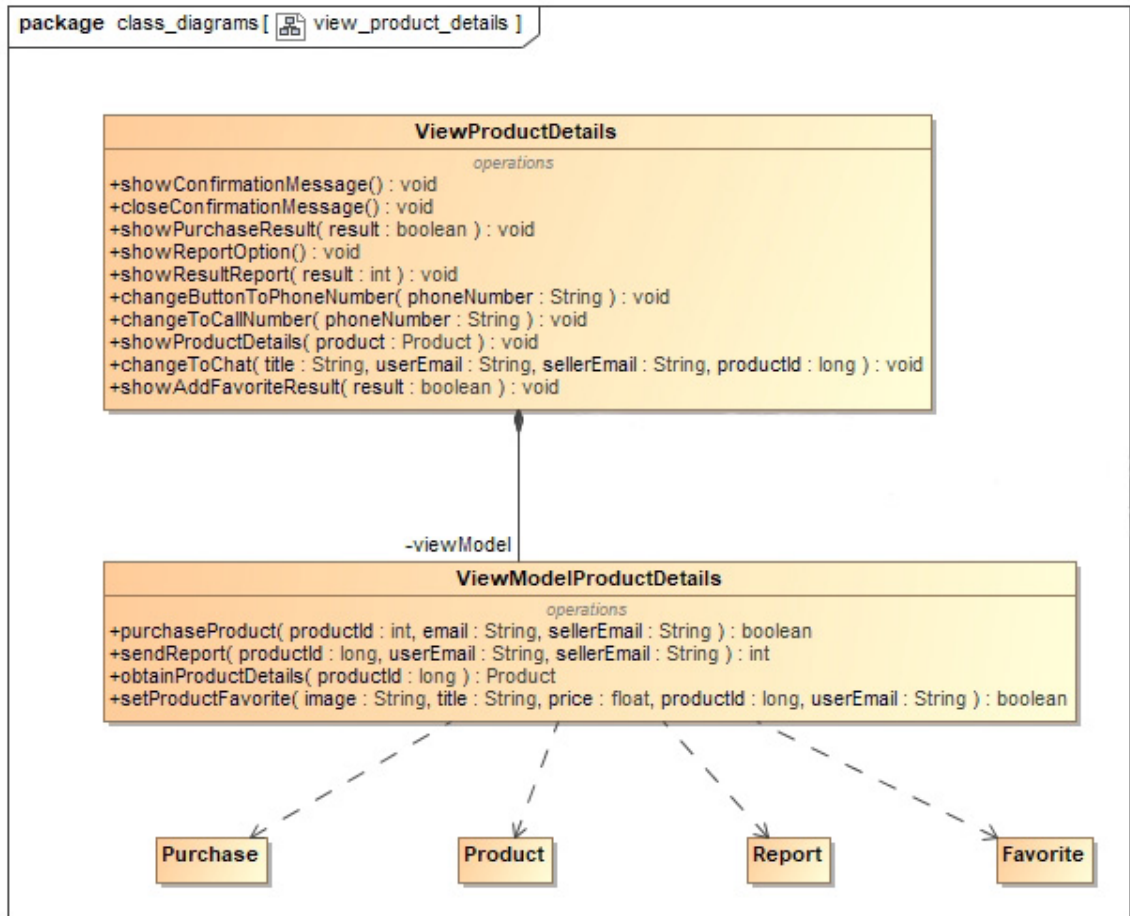 package class_diagrams [ view_product_details ]
ViewProductDetails
operations
+showConfirmationMessage() : void
+closeConfirmationMessage() : void
+showPurchaseResult( result : boolean ) : void
+showReportOption() : void
+showResultReport( result : int ) : void
+changeButtonToPhoneNumber( phoneNumber : String ) : void
+changeToCallNumber( phoneNumber : String ) : void
+showProductDetails( product : Product ) : void
+changeToChat( title : String, userEmail : String, sellerEmail : String, productId : long ) : void
+showAddFavoriteResult( result : boolean ) : void
-viewModel
ViewModelProductDetails
operations
+purchaseProduct( productId : int, email : String, sellerEmail : String ) : boolean
+sendReport( productId : long, userEmail : String, sellerEmail : String ) : int
+obtainProductDetails( productId : long ) : Product
+setProductFavorite( image : String, title : String, price : float, productId : long, userEmail : String ) : boolean
Purchase
Product
Report
Favorite